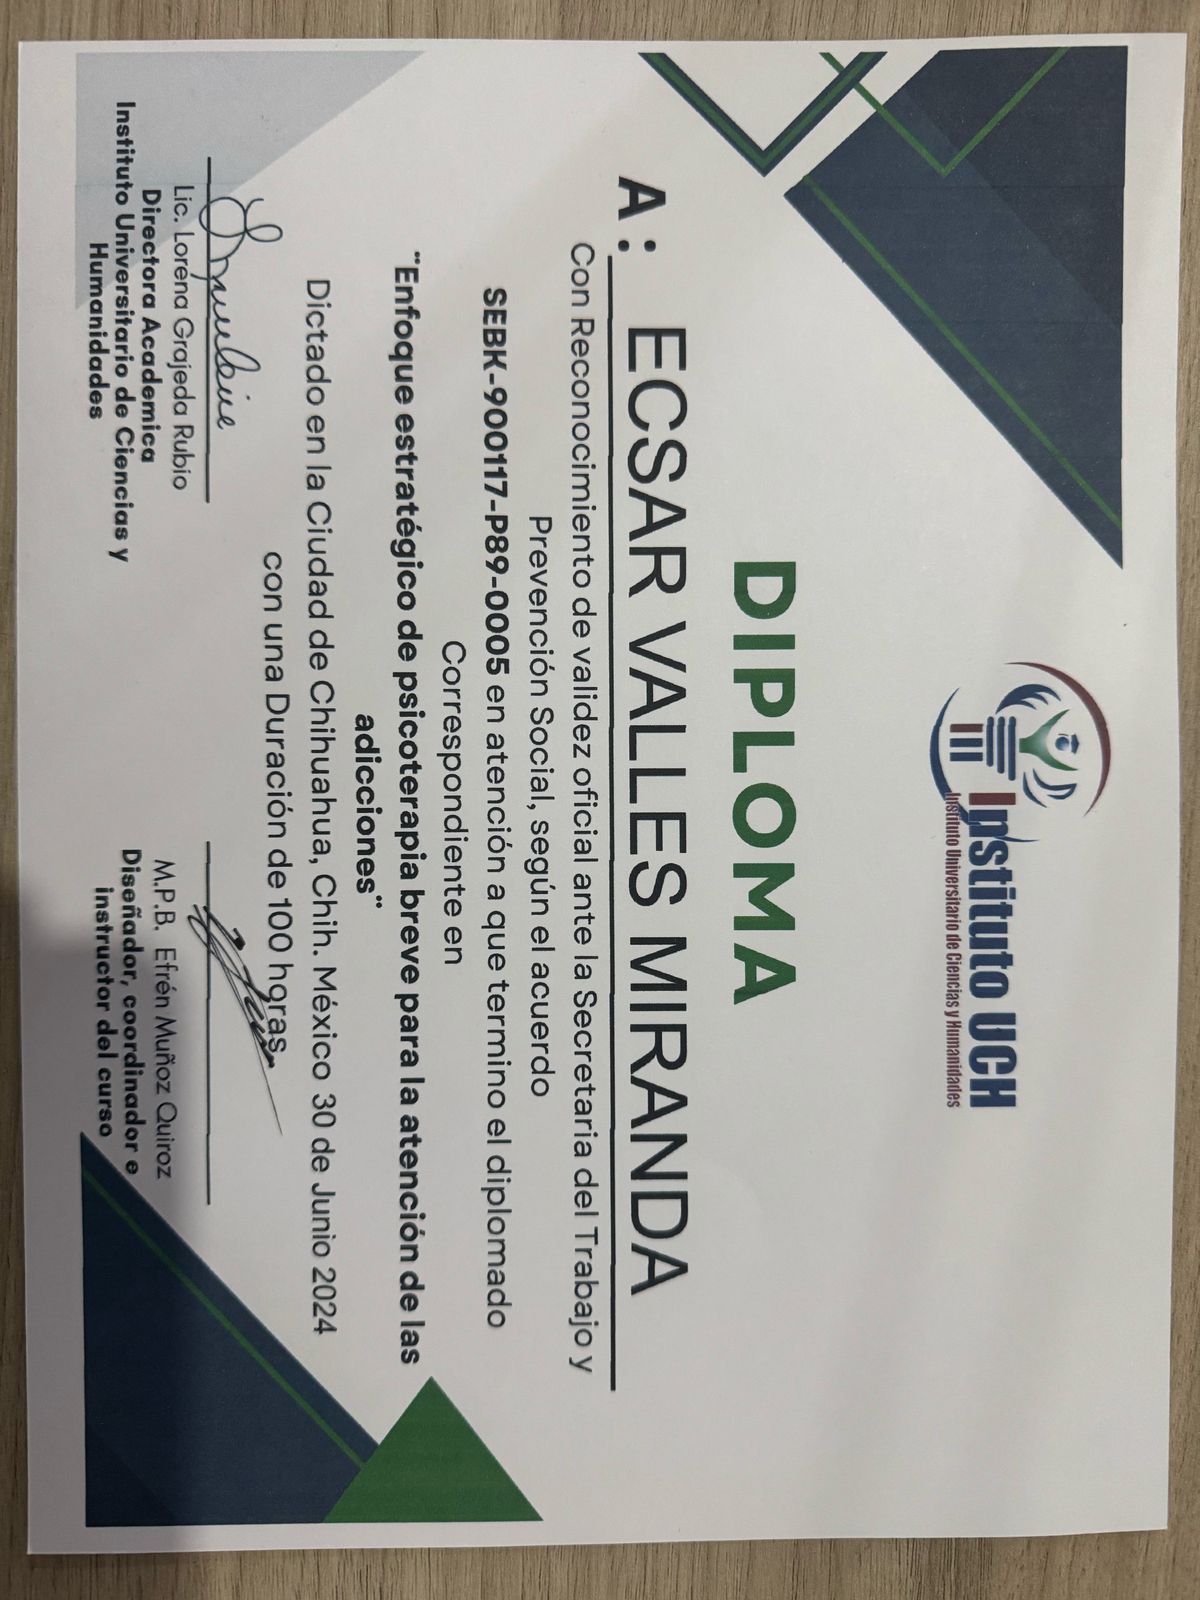 Instituto UCH
Instituto Universitario de Ciencias y Humanidades
DIPLOMA
A: ECSAR VALLES MIRANDA
Con Reconocimiento de validez oficial ante la Secretaria del Trabajo y
Prevención Social, según el acuerdo
SEBK-900117-P89-0005 en atención a que termino el diplomado
Correspondiente en
¨Enfoque estratégico de psicoterapia breve para la atención de las
adicciones¨
Dictado en la Ciudad de Chihuahua, Chih. México 30 de Junio 2024
con una Duración de 100 horas
Lic. Lorena Grajeda Rubio
Directora Academica
Instituto Universitario de Ciencias y
Humanidades
M.P.B. Efrén Muñoz Quiroz
Diseñador, coordinador e
instructor del curso